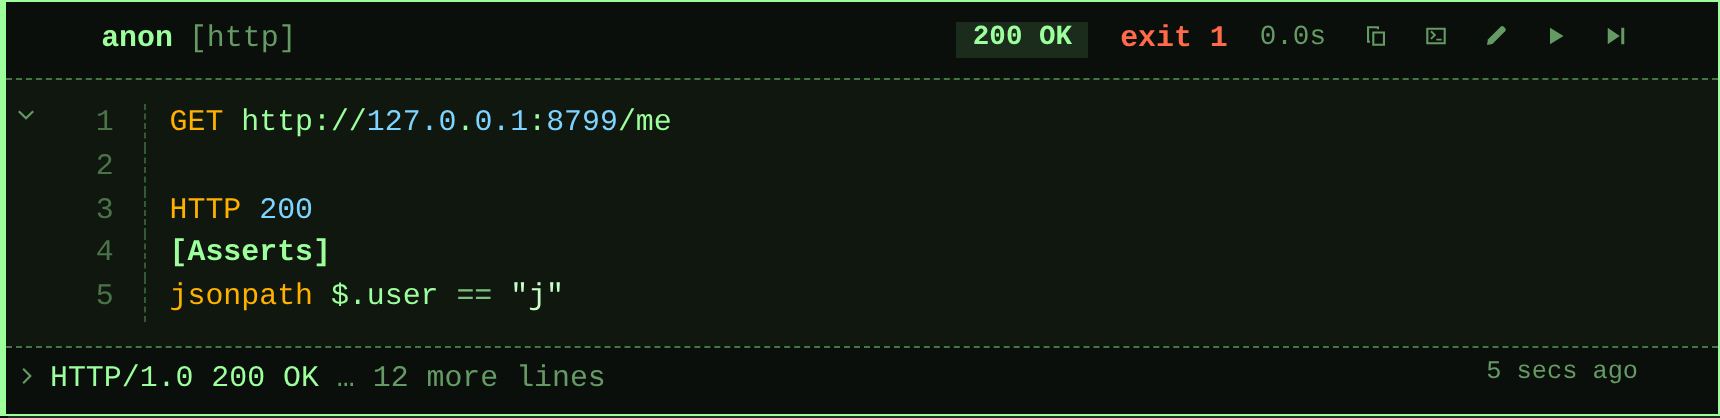 anon [http] 200 OK exit 1 0.0s
1 GET http://127.0.0.1:8799/me
2
3 HTTP 200
4 [Asserts]
5 jsonpath $.user == "j"
HTTP/1.0 200 OK … 12 more lines 5 secs ago